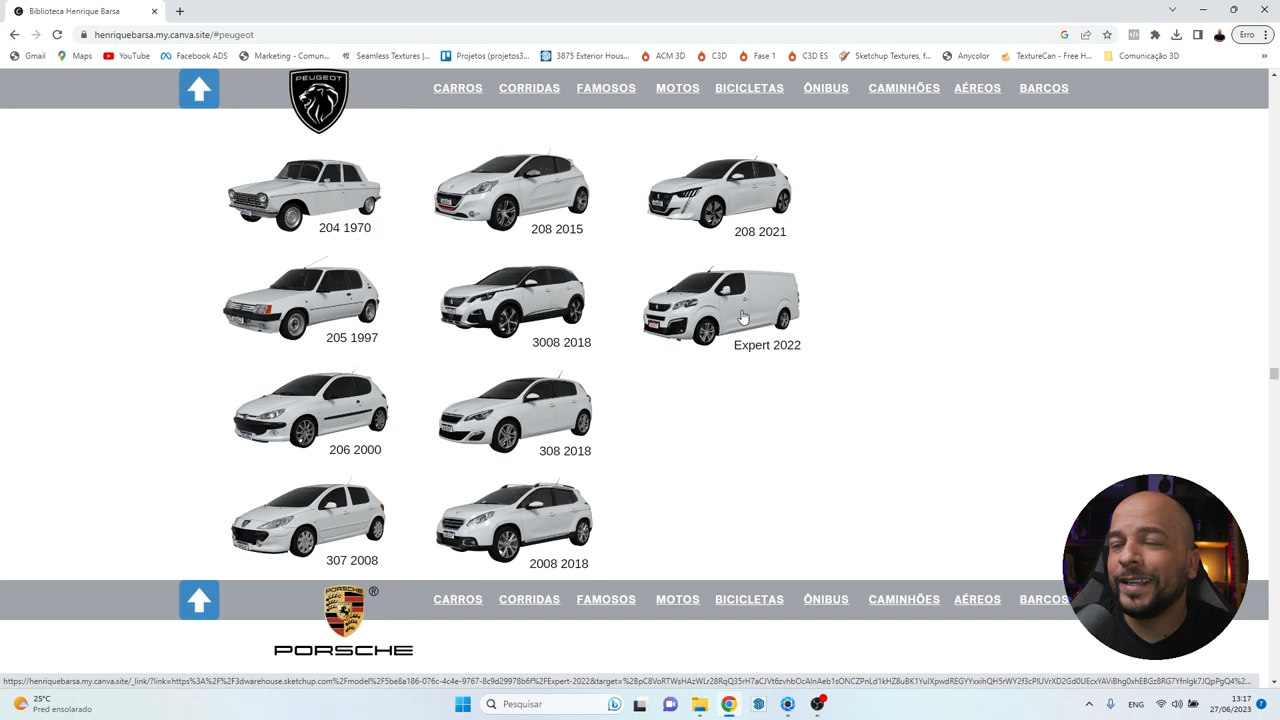 Biblioteca Henrique Barsa
henriquebarsa.my.canva.site/#peugeot
Erro
Gmail
Maps
YouTube
Facebook ADS
Marketing - Comun...
Seamless Textures |...
Projetos (projetos3...
3875 Exterior Hous...
ACM 3D
C3D
Fase 1
C3D ES
Sketchup Textures, f...
Anycolor
TextureCan / Free H...
Comunicação 3D
PEUGEOT
CARROS CORRIDAS FAMOSOS MOTOS BICICLETAS ÔNIBUS CAMINHÕES AÉREOS BARCOS
204 1970
208 2015
208 2021
205 1997
3008 2018
Expert 2022
206 2000
308 2018
307 2008
2008 2018
PORSCHE
®
CARROS CORRIDAS FAMOSOS MOTOS BICICLETAS ÔNIBUS CAMINHÕES AÉREOS BARCOS
PORSCHE
25°C
Pred ensolarado
Pesquisar
ENG
13:17
27/06/2023